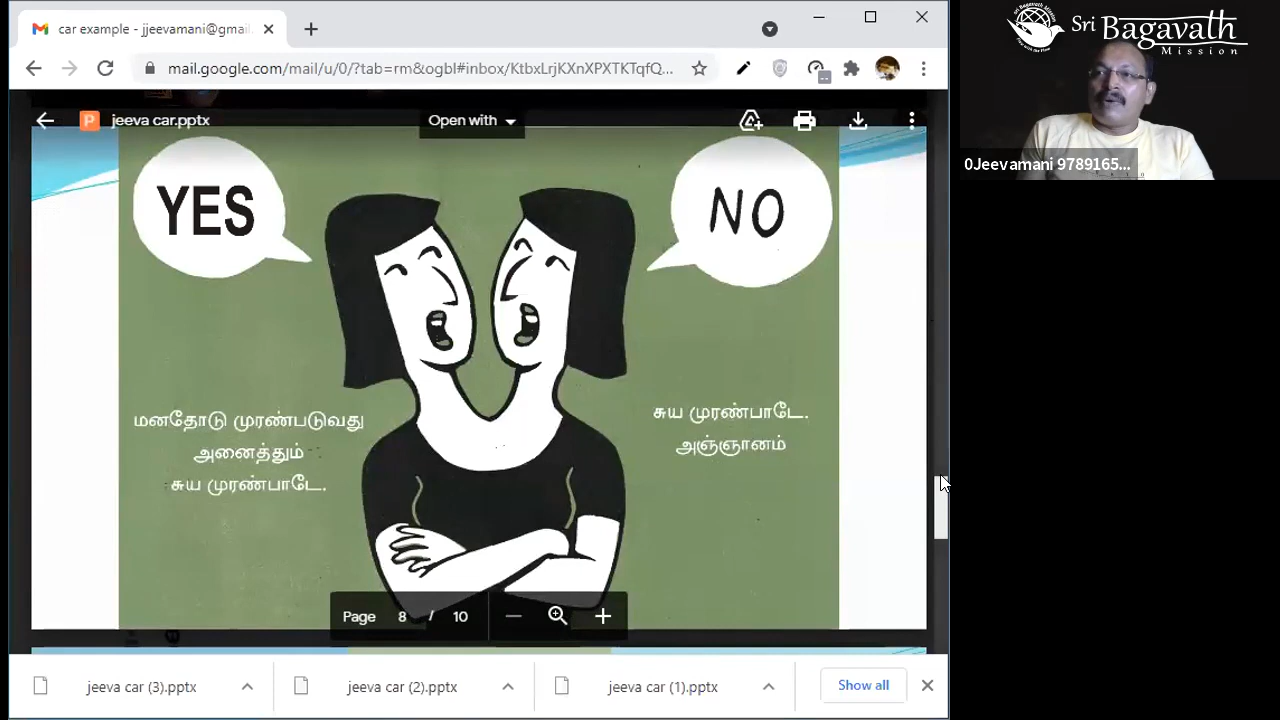 car example - jjeevamani@gmai
mail.google.com/mail/u/0/?tab=rm&ogbl#inbox/KtbxLrjKXnXPXTKTqfQ...
Sri Bagavath
Mission
P jeeva car.pptx
Open with
0Jeevamani 9789165...
YES
NO
மனதோடு முரண்படுவது
அனைத்தும்
சுய முரண்பாடே.
சுய முரண்பாடே.
அஞ்ஞானம்
Page 8 / 10
jeeva car (3).pptx
jeeva car (2).pptx
jeeva car (1).pptx
Show all